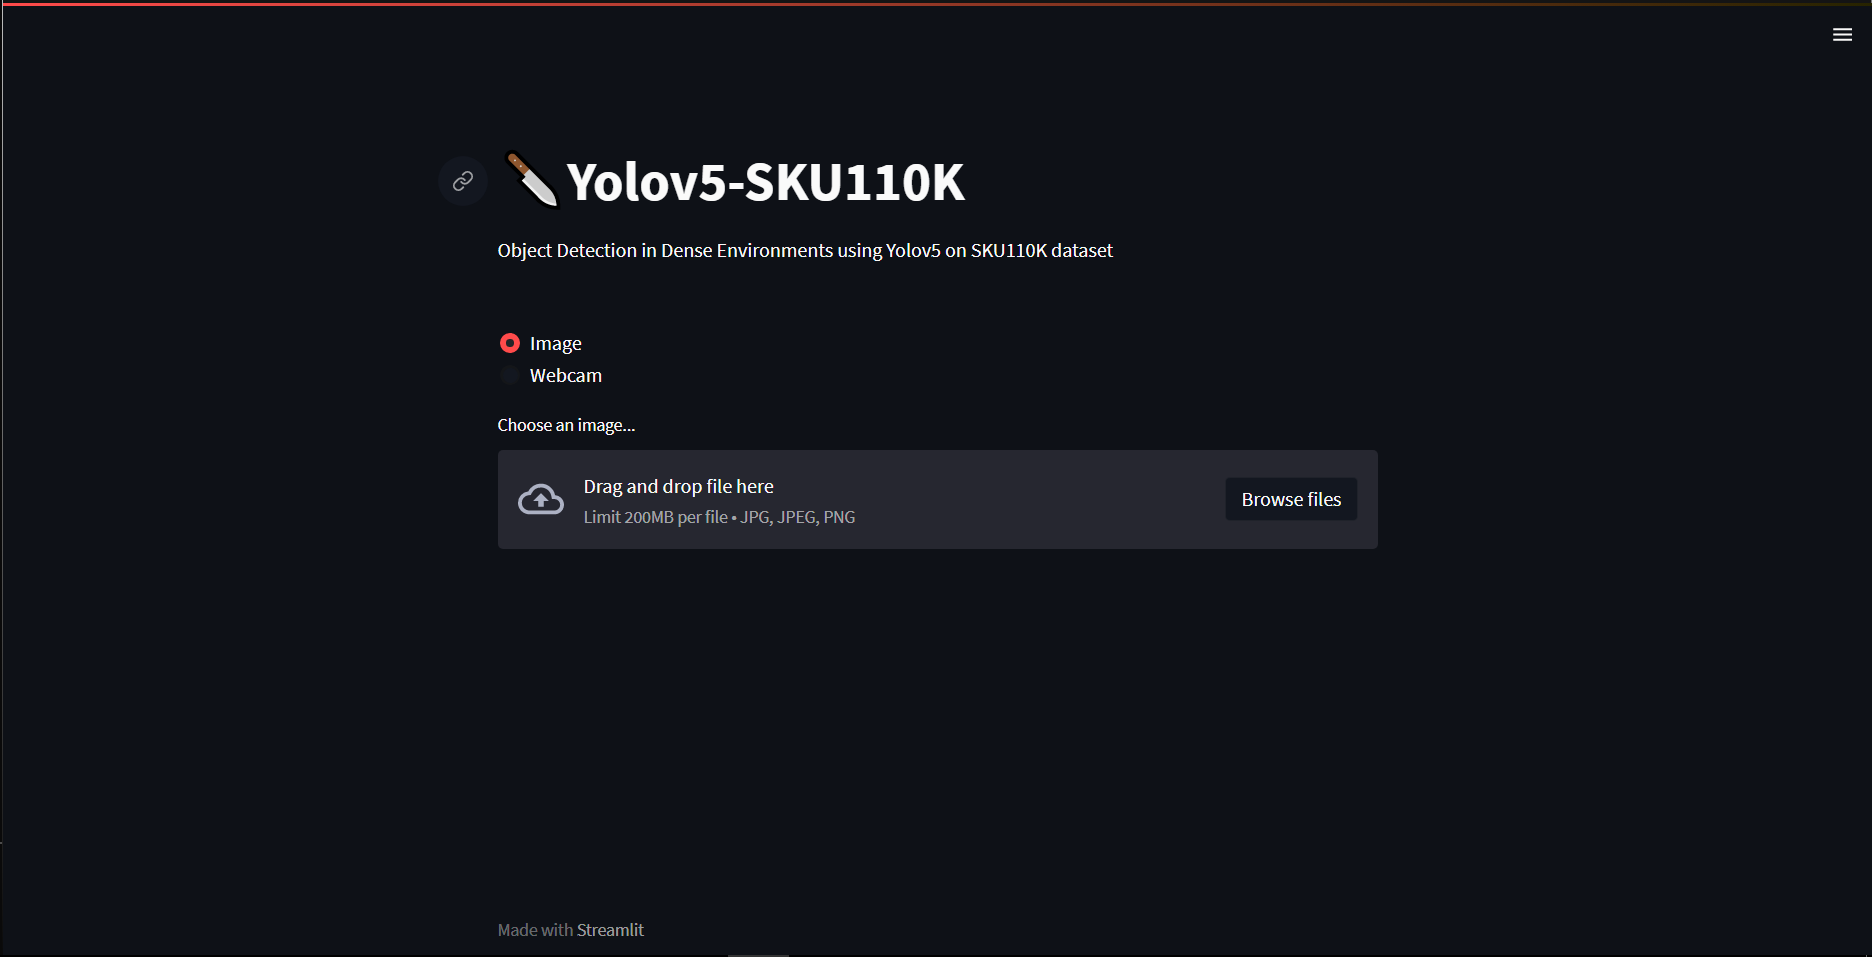 Yolov5-SKU110K
Object Detection in Dense Environments using Yolov5 on SKU110K dataset
Image
Webcam
Choose an image...
Drag and drop file here
Limit 200MB per file • JPG, JPEG, PNG
Browse files
Made with Streamlit